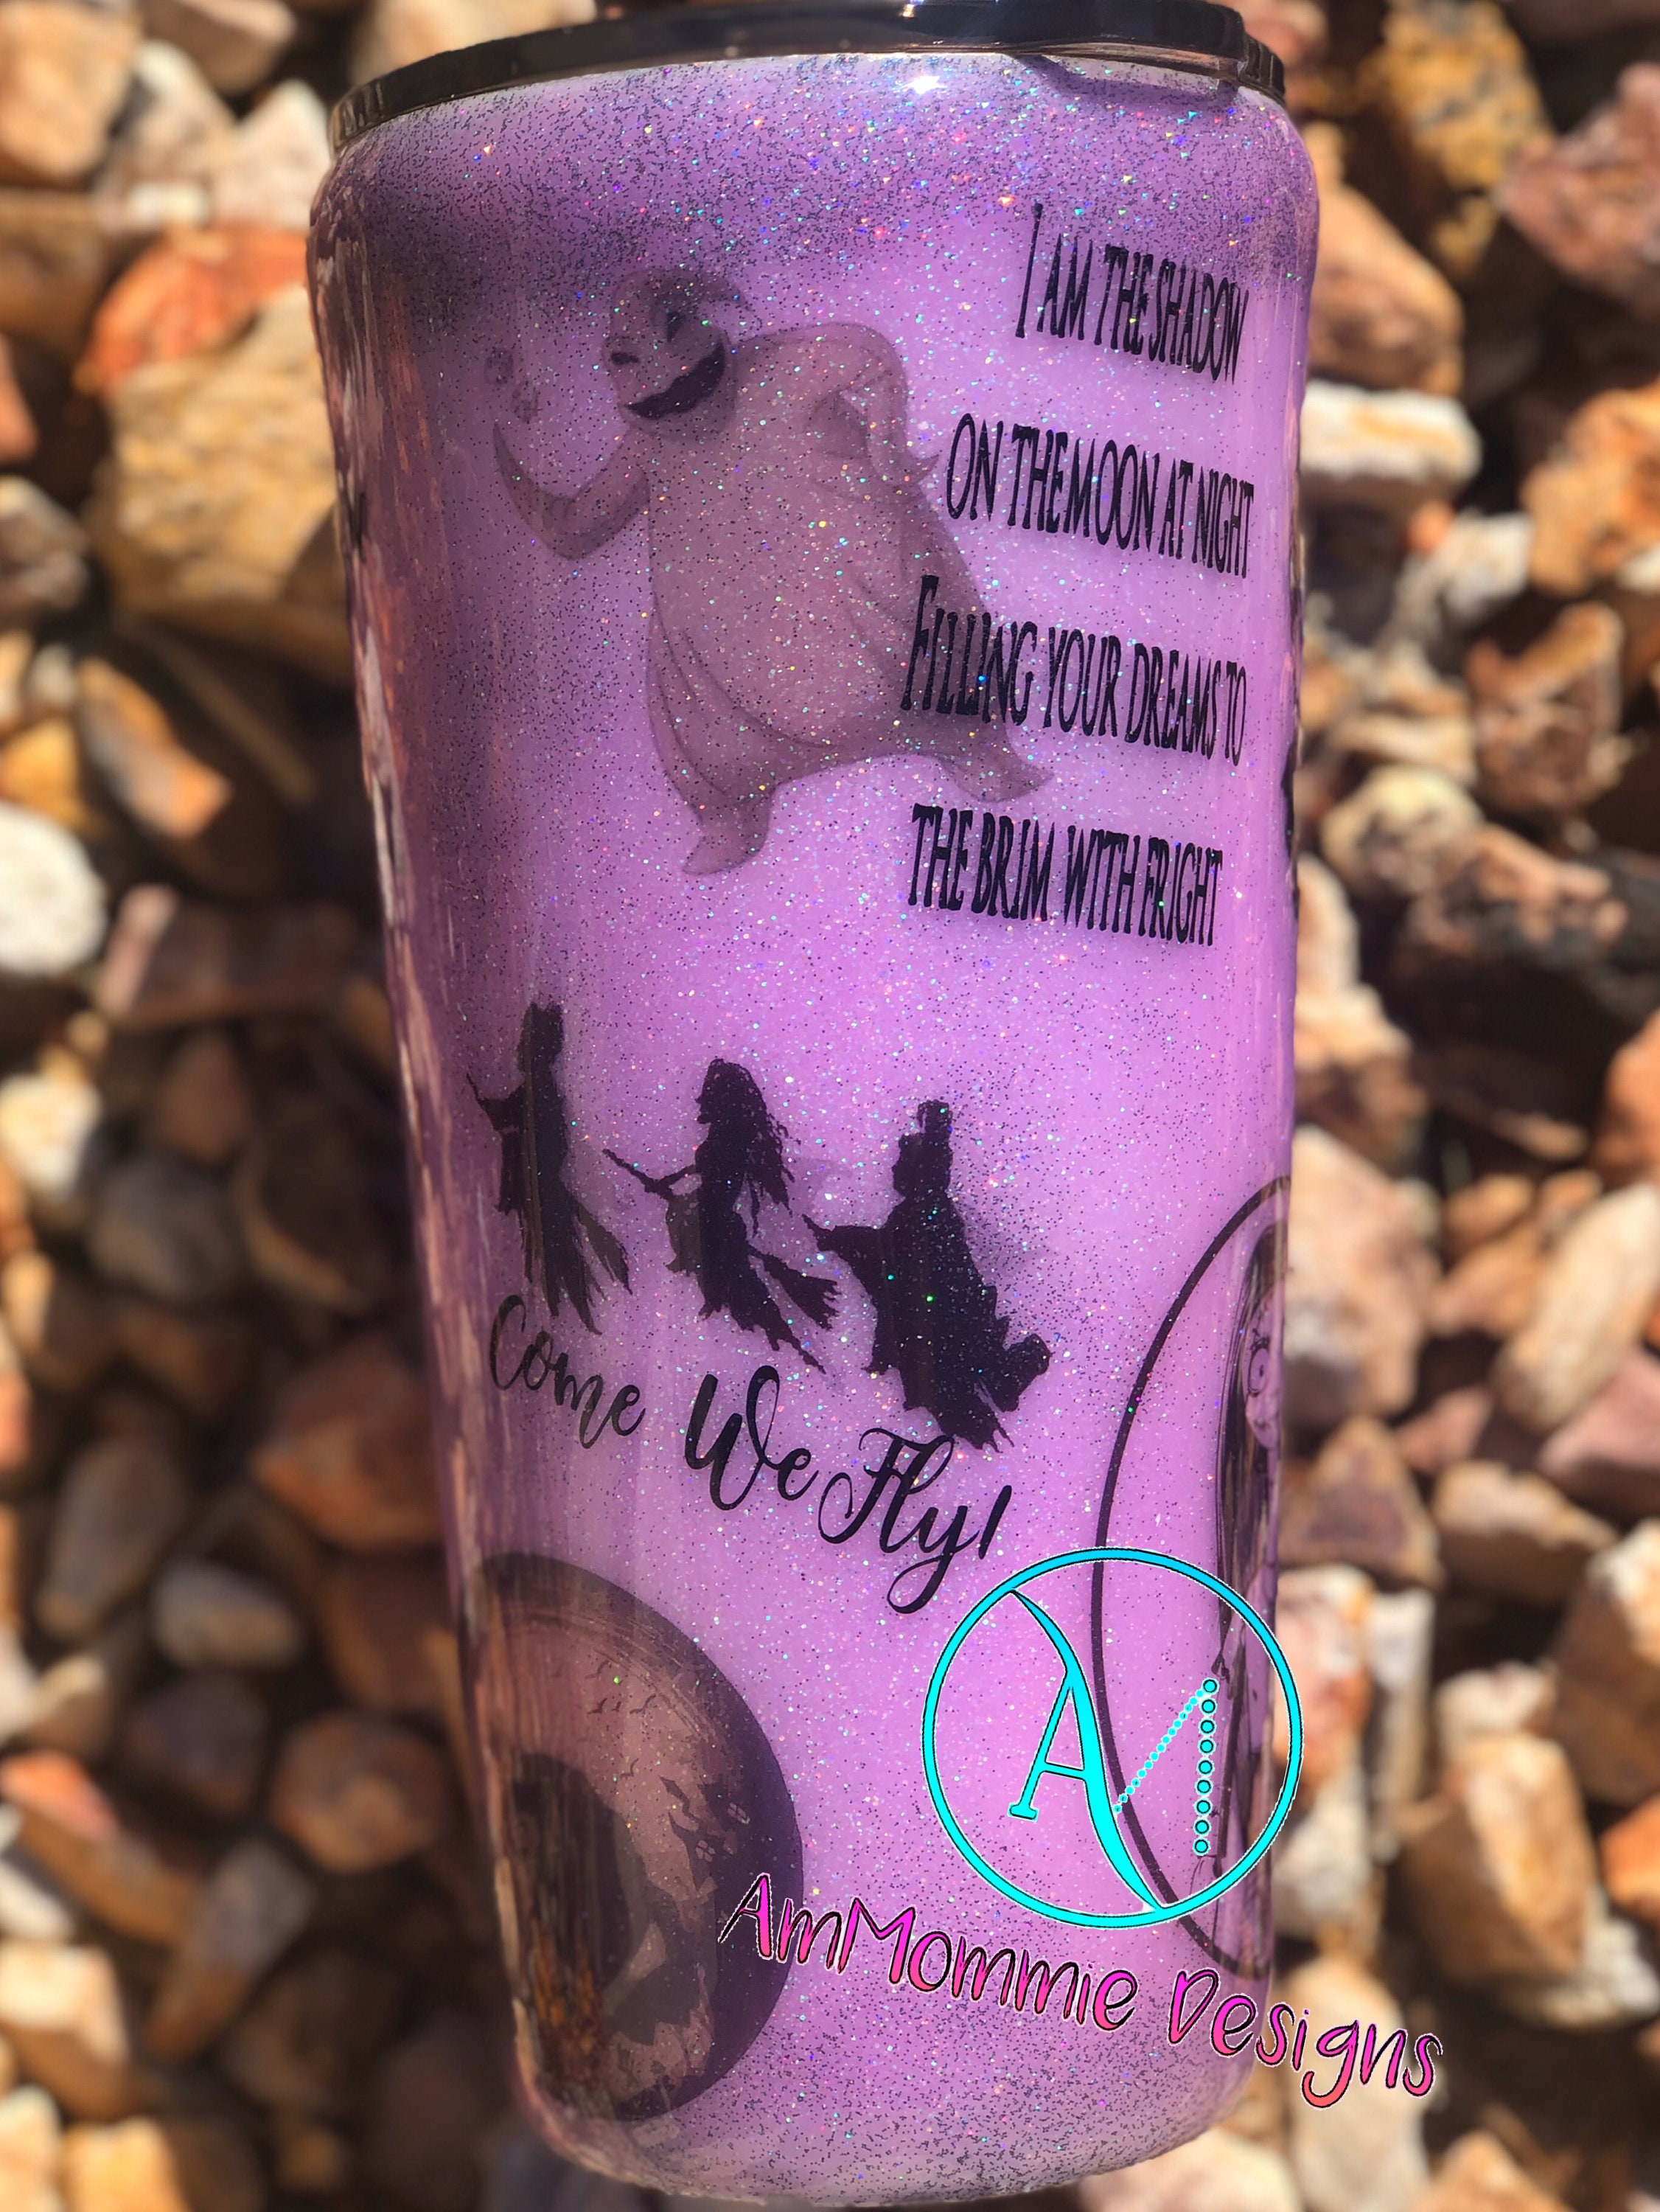 I AM THE SHADOW
ON THE MOON AT NIGHT
FILLING YOUR DREAMS TO
THE BRIM WITH FRIGHT
Come We Fly!
AM
AmMommie Designs